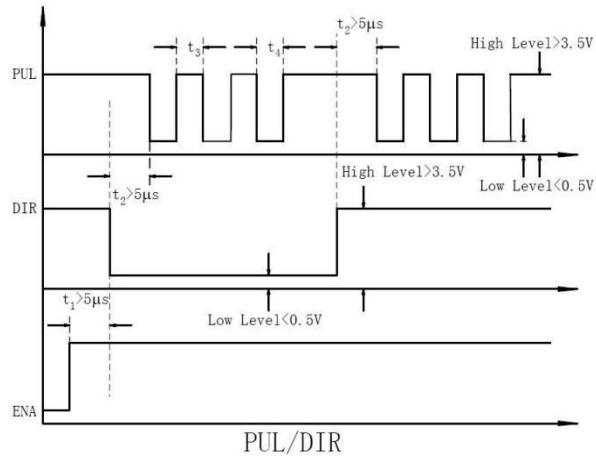 t₂>5μs
t₃
t₄
High Level>3.5V
PUL
Low Level<0.5V
High Level>3.5V
t₂>5μs
DIR
t₁>5μs
Low Level<0.5V
ENA
PUL/DIR